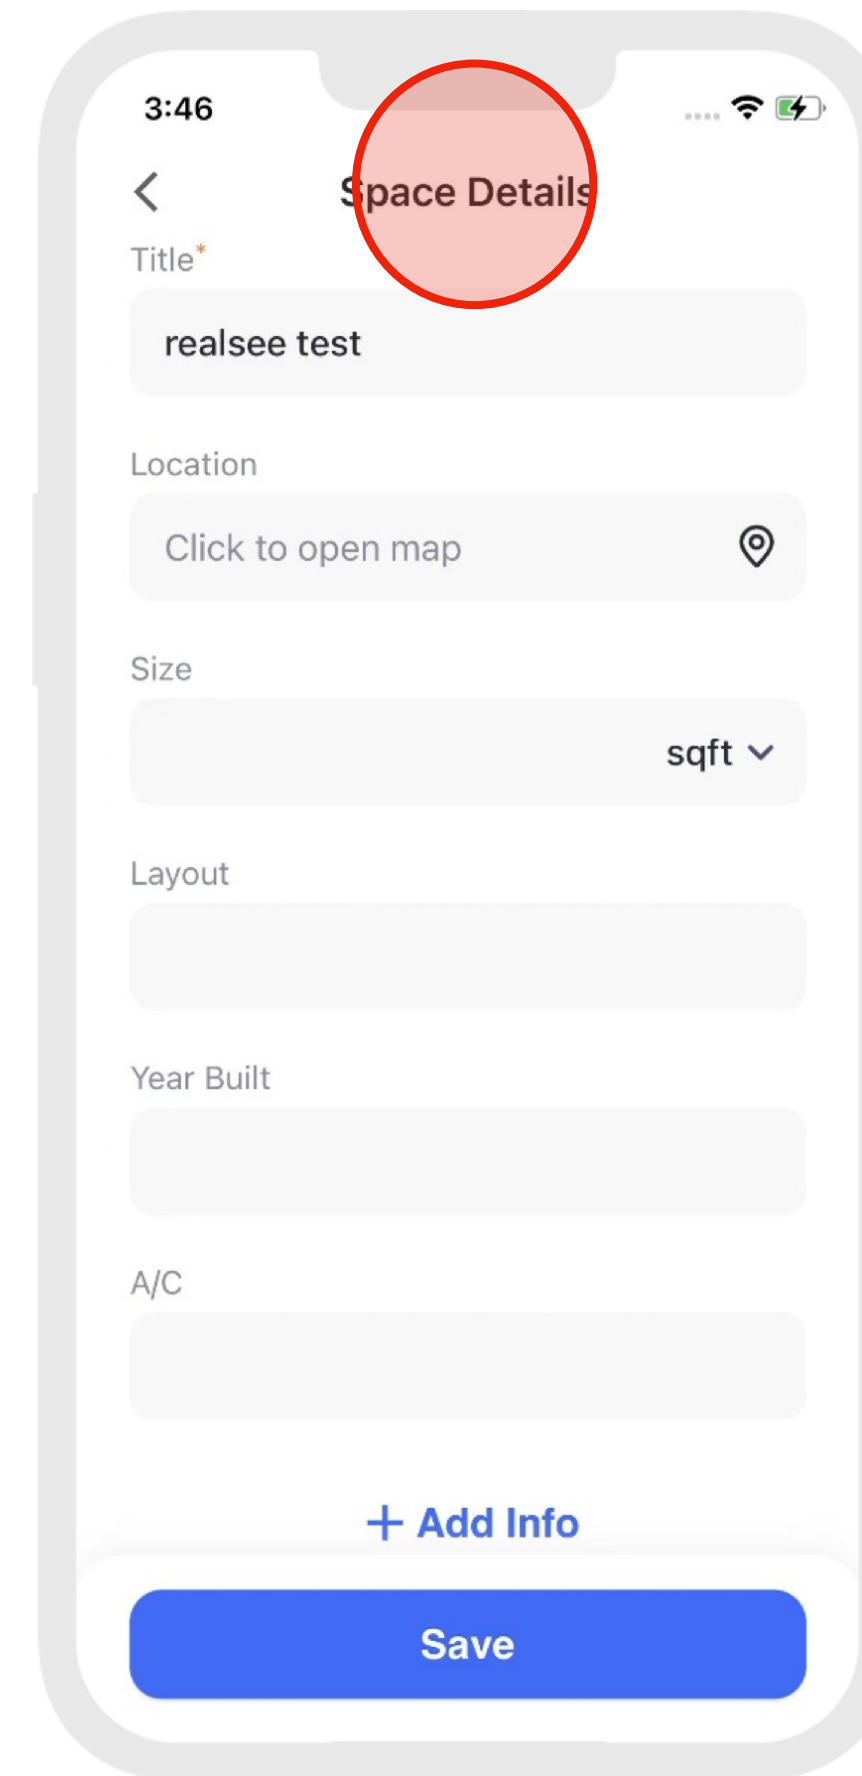 3:46
Space Details
Title*
realsee test
Location
Click to open map
Size
sqft
Layout
Year Built
A/C
+ Add Info
Save